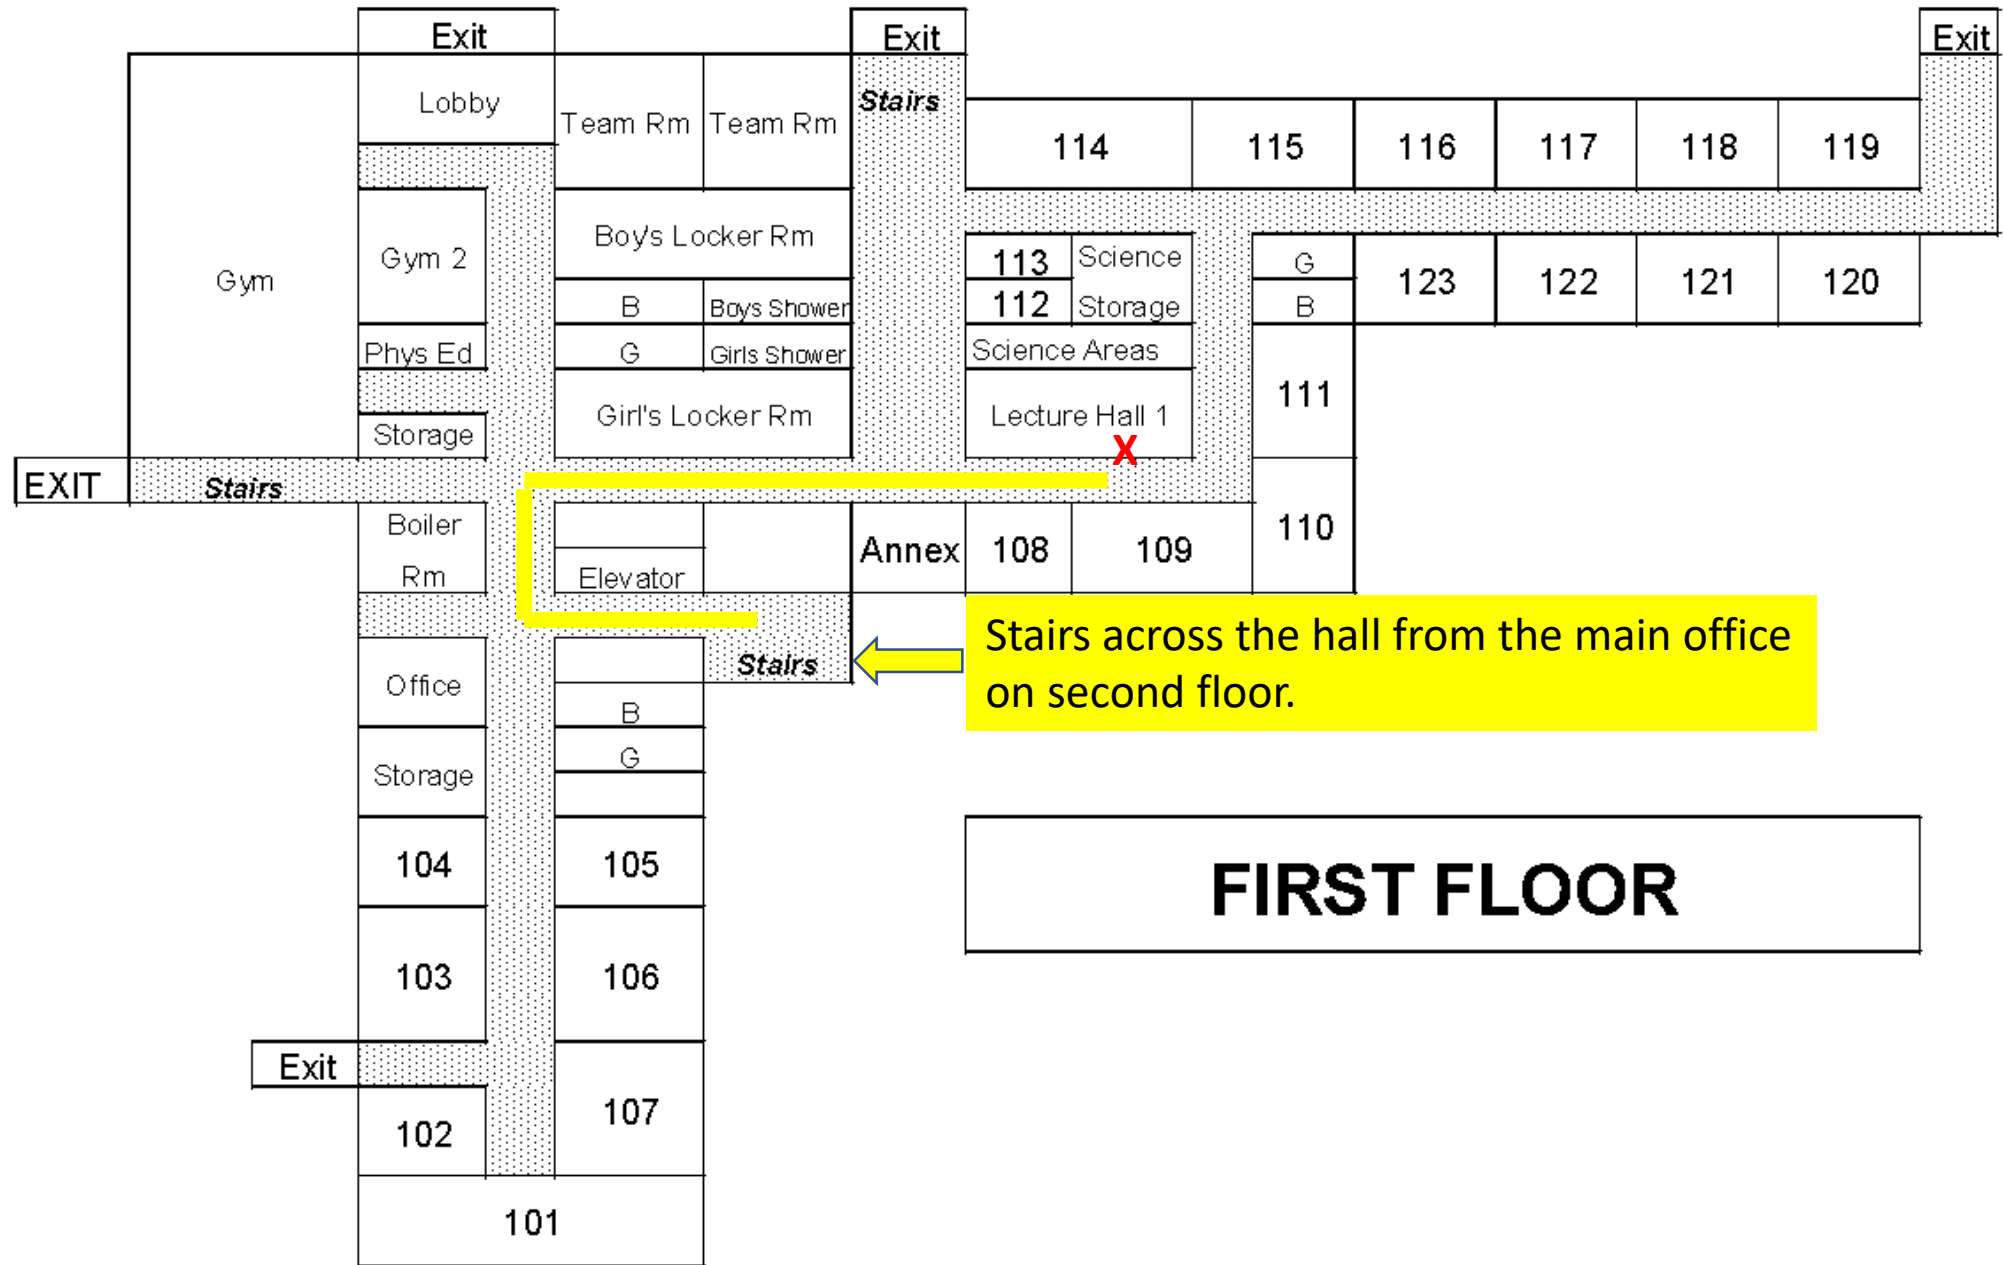 Exit
Exit
Exit
Lobby
Team Rm
Team Rm
Stairs
114
115
116
117
118
119
Gym
Gym 2
Boy's Locker Rm
113
Science
G
123
122
121
120
B
Boys Shower
112
Storage
B
Phys Ed
G
Girls Shower
Science Areas
111
Storage
Girl's Locker Rm
Lecture Hall 1
X
EXIT
Stairs
Boiler
Rm
Elevator
Annex
108
109
110
Office
Stairs
Stairs across the hall from the main office
on second floor.
B
Storage
G
104
105
FIRST FLOOR
103
106
Exit
102
107
101